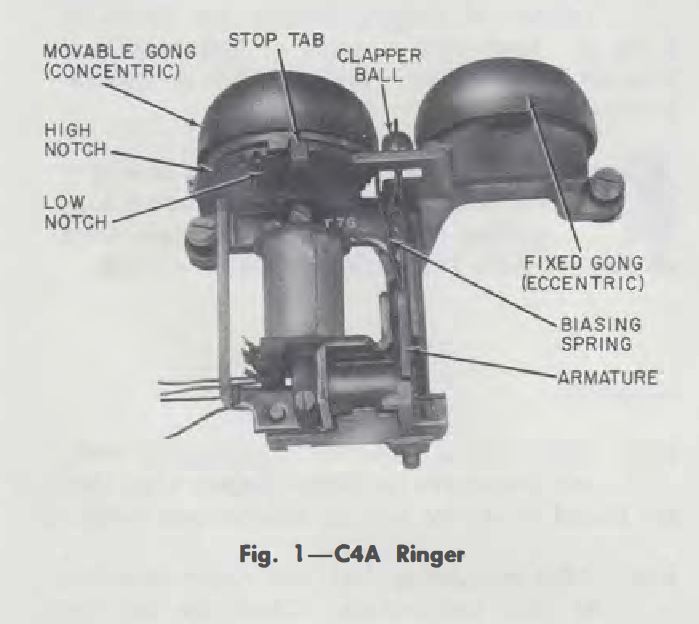 MOVABLE GONG
(CONCENTRIC)
STOP TAB
CLAPPER
BALL
HIGH
NOTCH
LOW
NOTCH
T76
FIXED GONG
(ECCENTRIC)
BIASING
SPRING
ARMATURE
Fig. 1—C4A Ringer